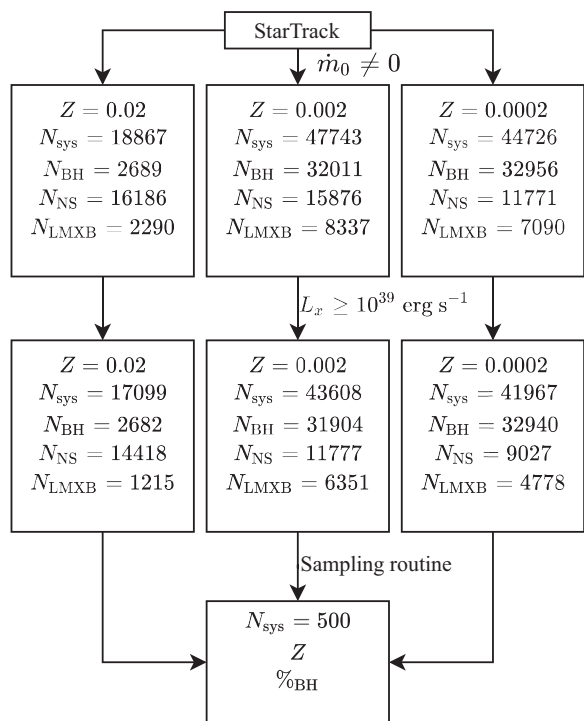 StarTrack
ṁ₀ ≠ 0
Z = 0.02
N_sys = 18867
N_BH = 2689
N_NS = 16186
N_LMXB = 2290
Z = 0.002
N_sys = 47743
N_BH = 32011
N_NS = 15876
N_LMXB = 8337
Z = 0.0002
N_sys = 44726
N_BH = 32956
N_NS = 11771
N_LMXB = 7090
L_x ≥ 10³⁹ erg s⁻¹
Z = 0.02
N_sys = 17099
N_BH = 2682
N_NS = 14418
N_LMXB = 1215
Z = 0.002
N_sys = 43608
N_BH = 31904
N_NS = 11777
N_LMXB = 6351
Z = 0.0002
N_sys = 41967
N_BH = 32940
N_NS = 9027
N_LMXB = 4778
Sampling routine
N_sys = 500
Z
%_BH